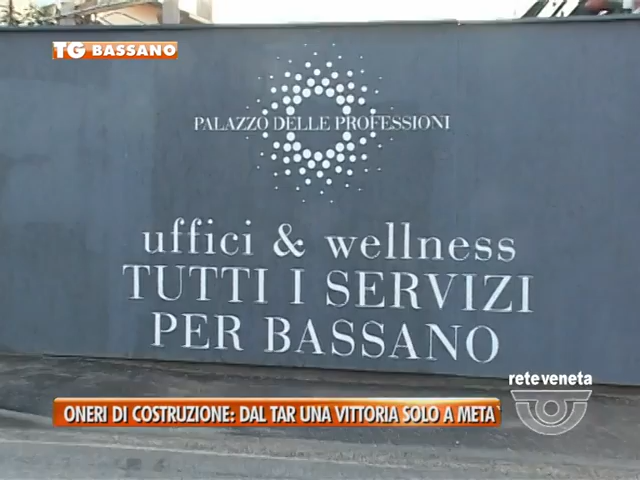 TG BASSANO
PALAZZO DELLE PROFESSIONI
uffici & wellness
TUTTI I SERVIZI
PER BASSANO
reteveneta
ONERI DI COSTRUZIONE: DAL TAR UNA VITTORIA SOLO A META'